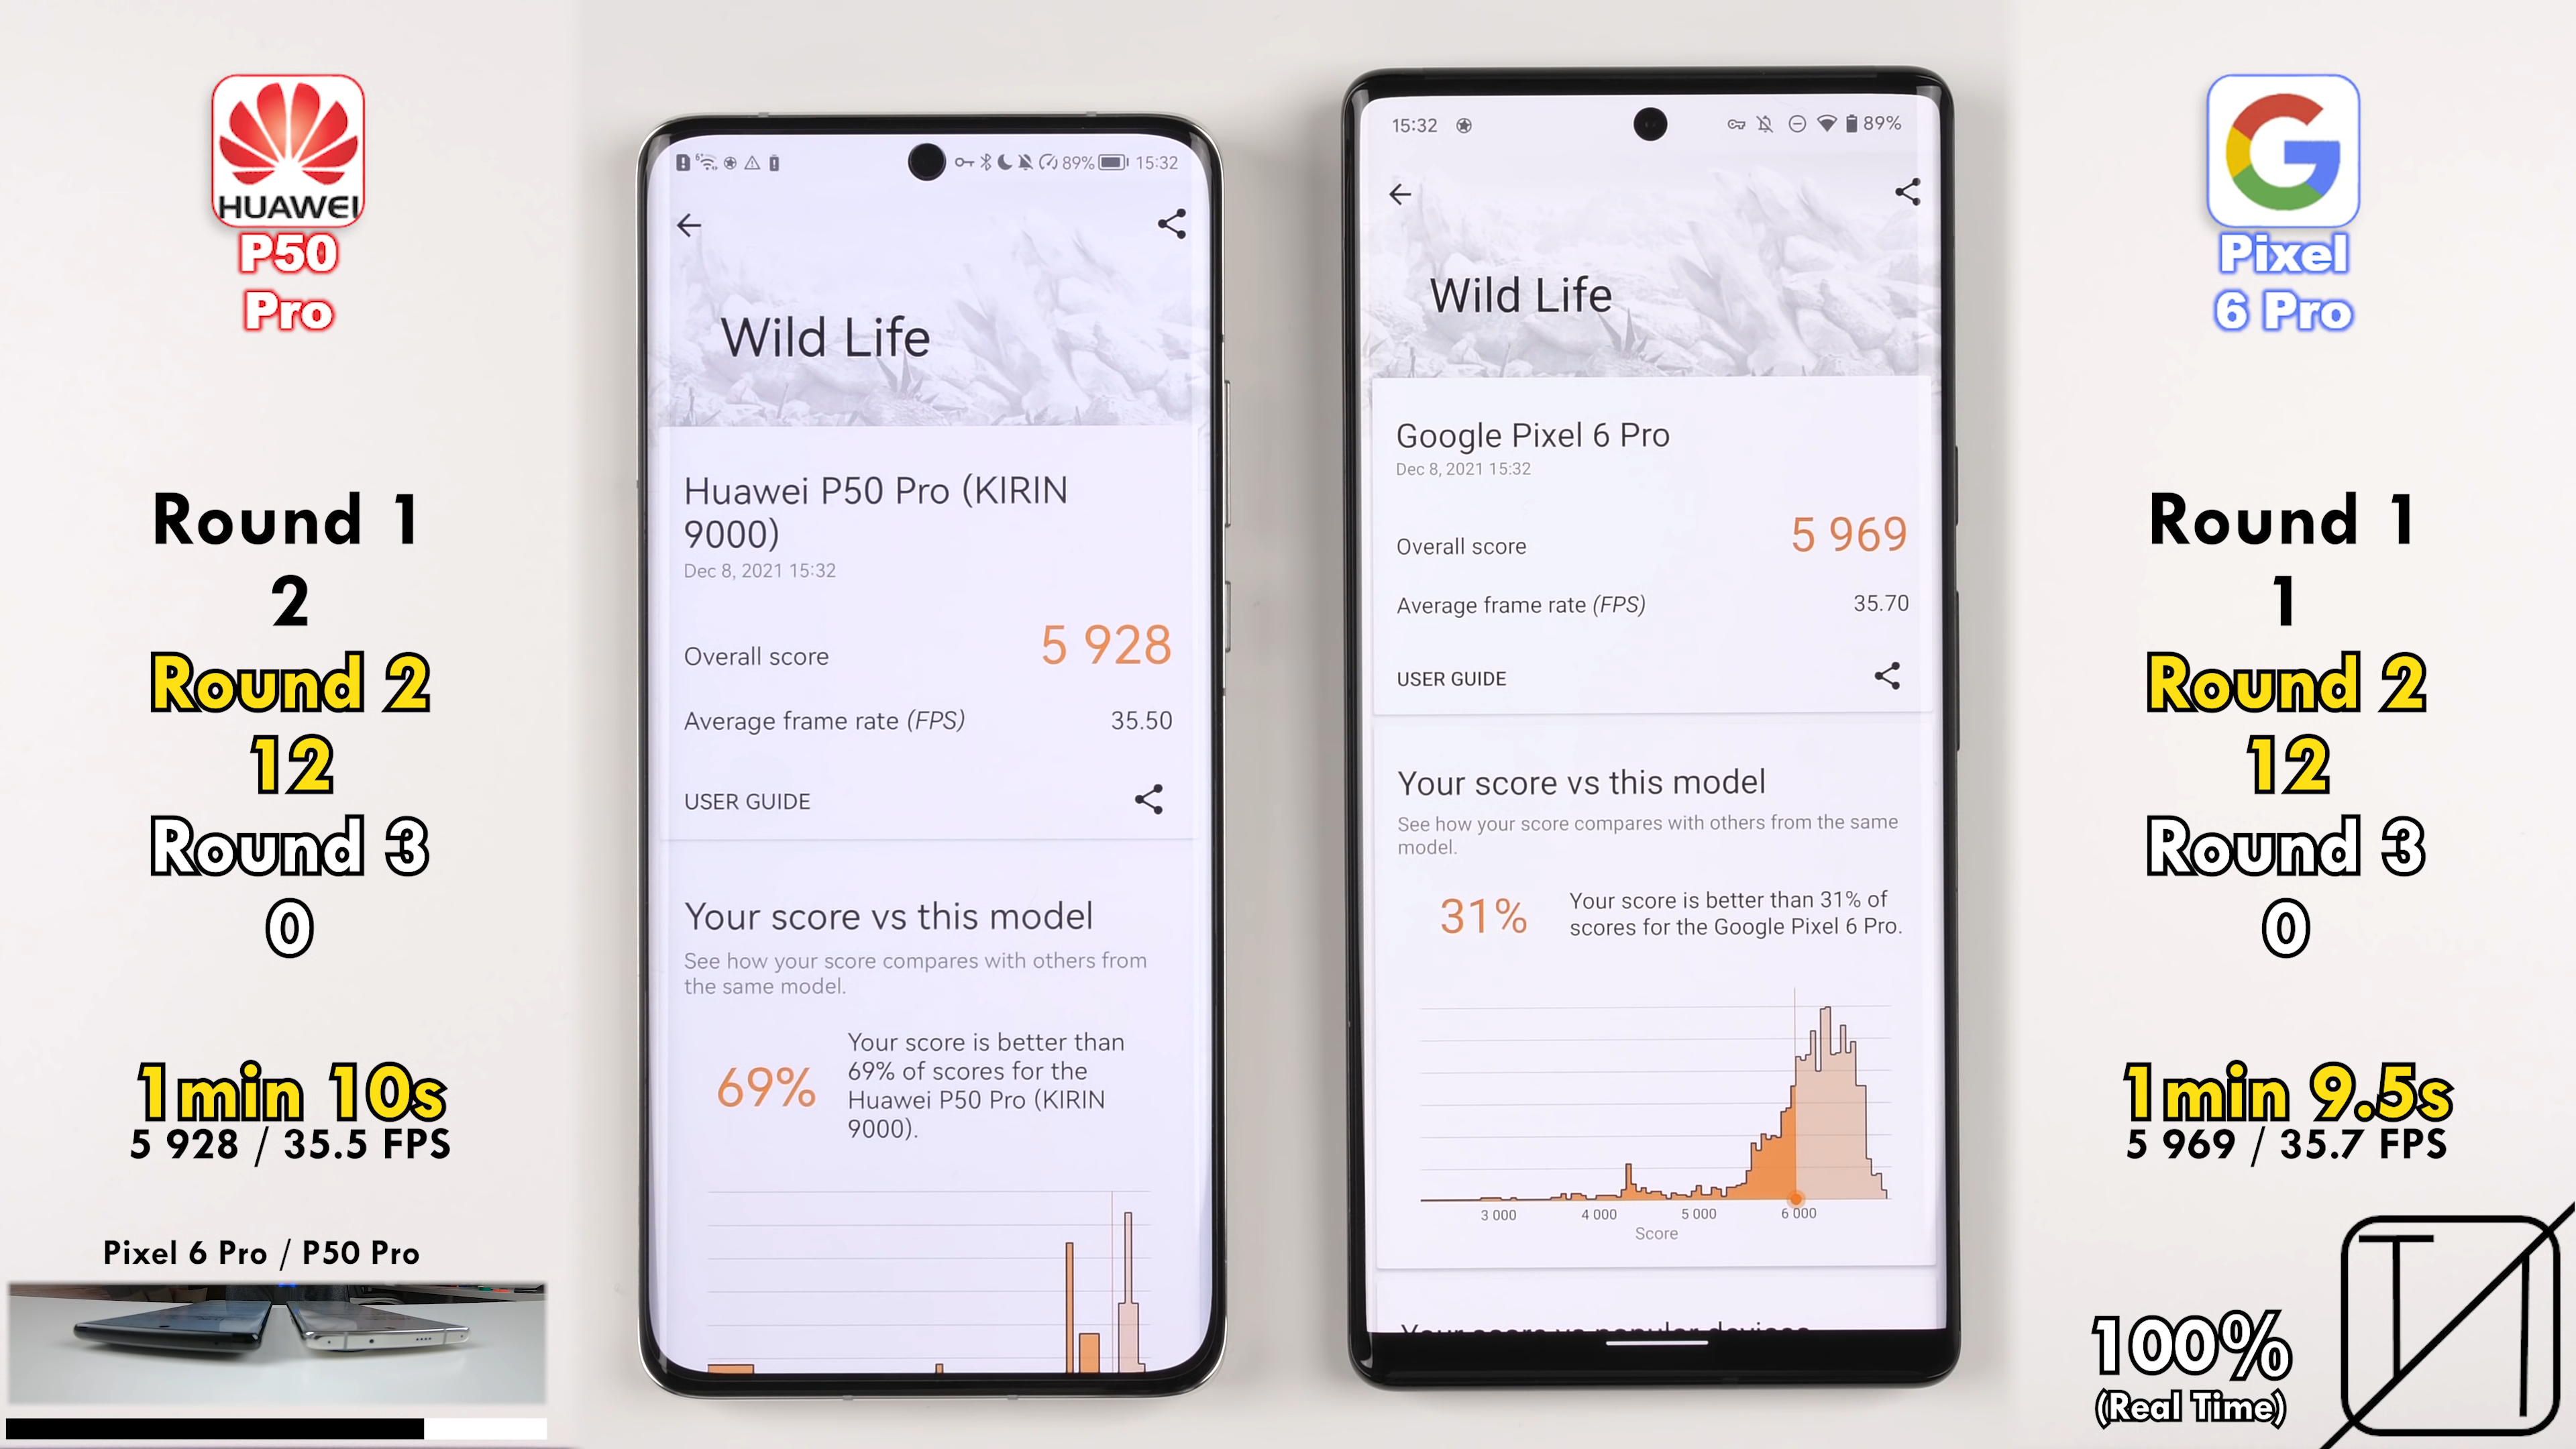 HUAWEI
P50
Pro
Round 1
2
Round 2
12
Round 3
0
1min 10s
5 928 / 35.5 FPS
Pixel 6 Pro / P50 Pro
89%
15:32
Wild Life
Huawei P50 Pro (KIRIN
9000)
Dec 8, 2021 15:32
Overall score
5 928
Average frame rate (FPS)
35.50
USER GUIDE
Your score vs this model
See how your score compares with others from
the same model.
69%
Your score is better than
69% of scores for the
Huawei P50 Pro (KIRIN
9000).
15:32
89%
Wild Life
Google Pixel 6 Pro
Dec 8, 2021 15:32
Overall score
5 969
Average frame rate (FPS)
35.70
USER GUIDE
Your score vs this model
See how your score compares with others from the same
model.
31%
Your score is better than 31% of
scores for the Google Pixel 6 Pro.
3 000
4 000
5 000
6 000
Score
Your score vs popular devices
G
Pixel
6 Pro
Round 1
1
Round 2
12
Round 3
0
1min 9.5s
5 969 / 35.7 FPS
100%
(Real Time)